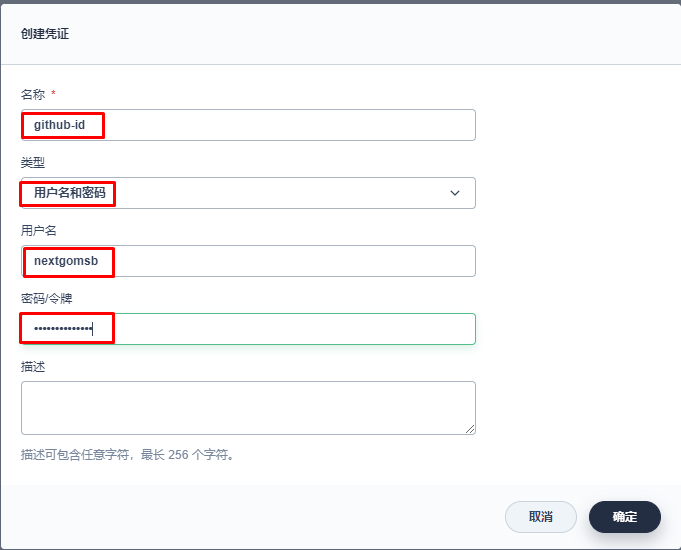 创建凭证
名称 *
github-id
类型
用户名和密码
用户名
nextgomsb
密码/令牌
••••••••••••••
描述
描述可包含任意字符，最长 256 个字符。
取消
确定